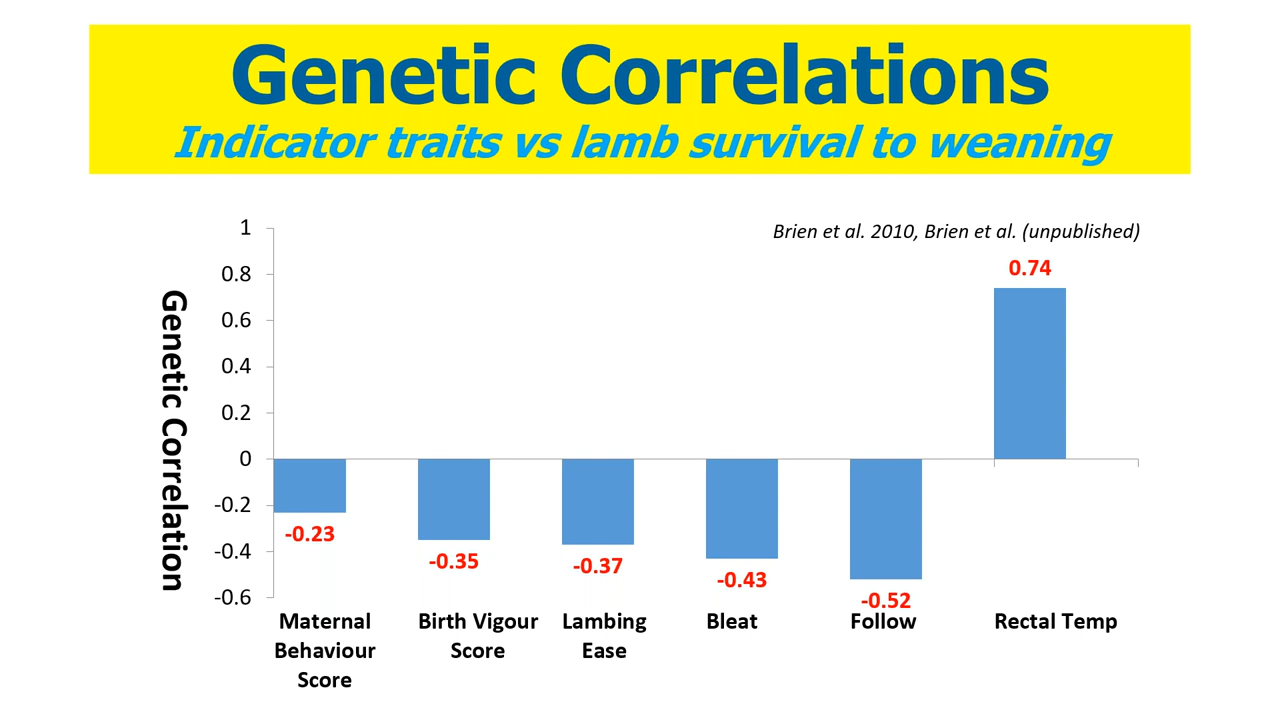 Genetic Correlations
Indicator traits vs lamb survival to weaning
Brien et al. 2010, Brien et al. (unpublished)
Genetic Correlation
1
0.8
0.6
0.4
0.2
0
-0.2
-0.4
-0.6
0.74
-0.23
-0.35
-0.37
-0.43
-0.52
Maternal
Behaviour
Score
Birth Vigour
Score
Lambing
Ease
Bleat
Follow
Rectal Temp